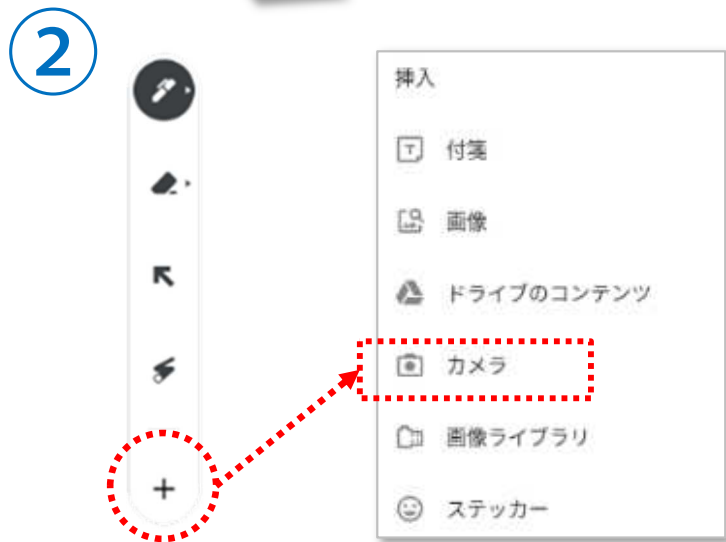 2
挿入
付箋
画像
ドライブのコンテンツ
カメラ
画像ライブラリ
ステッカー